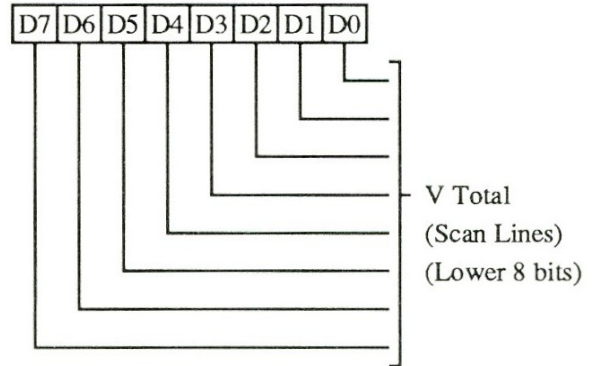 D7 D6 D5 D4 D3 D2 D1 D0
V Total
(Scan Lines)
(Lower 8 bits)